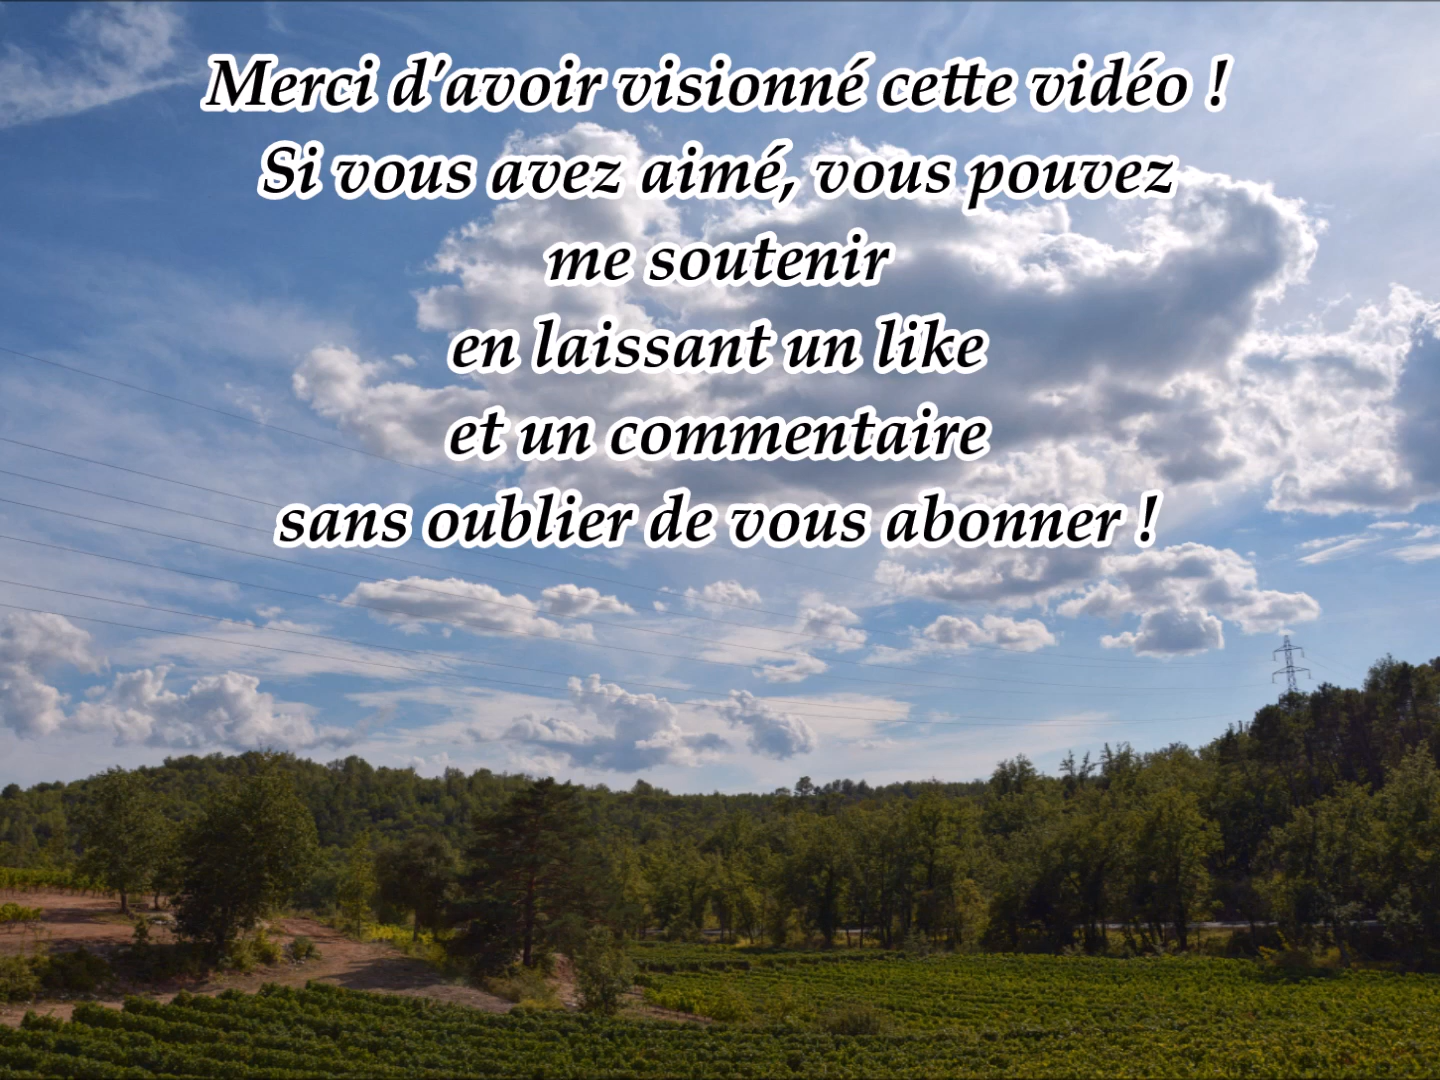 Merci d'avoir visionné cette vidéo !
Si vous avez aimé, vous pouvez
me soutenir
en laissant un like
et un commentaire
sans oublier de vous abonner !